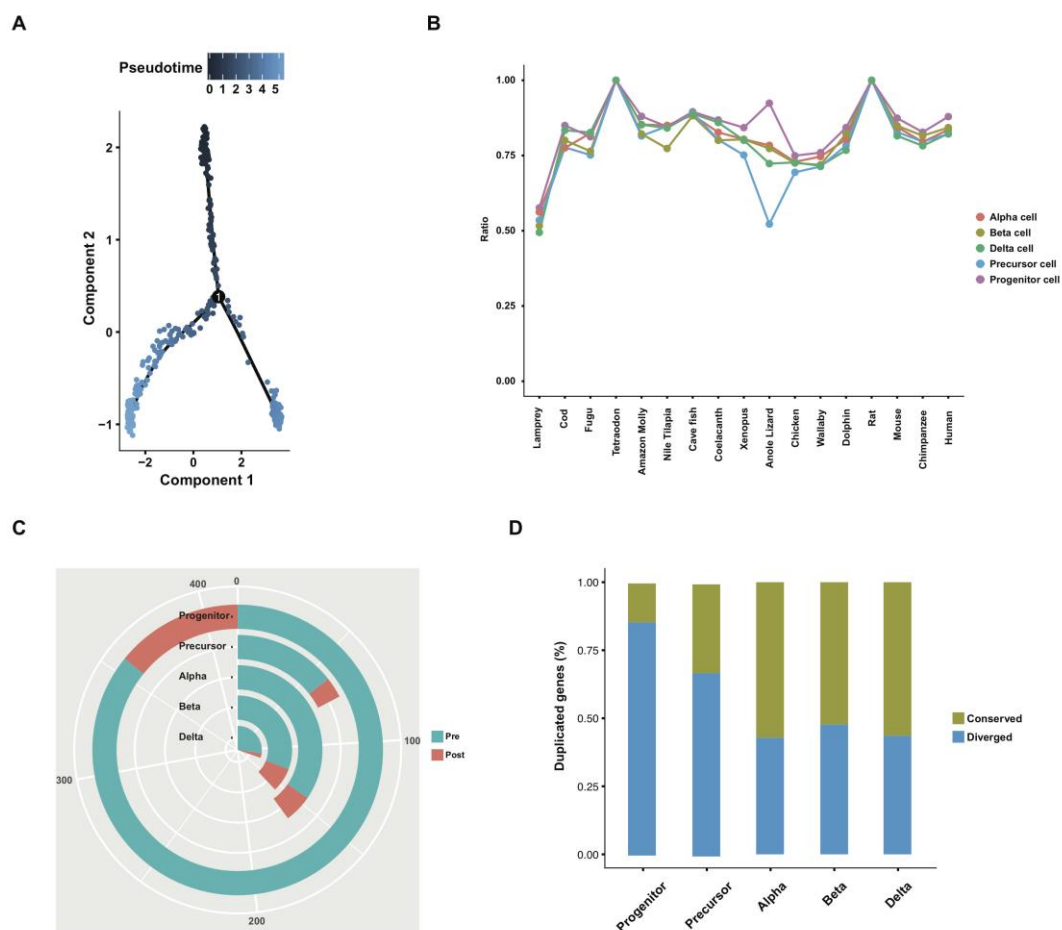 A
Pseudotime
0 1 2 3 4 5
Component 2
2
1
0
−1
1
−2 0 2
Component 1
B
Ratio
1.00
0.75
0.50
0.25
0.00
Lamprey
Cod
Fugu
Tetraodon
Amazon Molly
Nile Tilapia
Cave fish
Coelacanth
Xenopus
Anole Lizard
Chicken
Wallaby
Dolphin
Rat
Mouse
Chimpanzee
Human
Alpha cell
Beta cell
Delta cell
Precursor cell
Progenitor cell
C
0
400
Progenitor
Precursor
Alpha
Beta
Delta
100
300
200
Pre
Post
D
Duplicated genes (%)
1.00
0.75
0.50
0.25
0.00
Progenitor
Precursor
Alpha
Beta
Delta
Conserved
Diverged